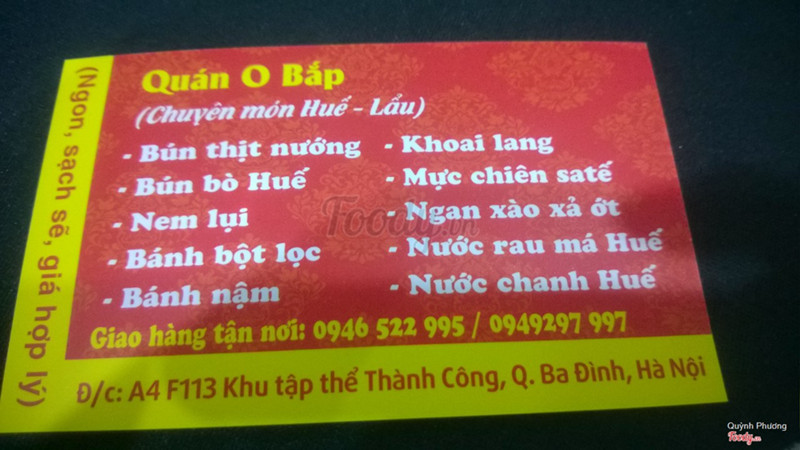 Quán O Bắp
(Chuyên món Huế - Lẩu)
- Bún thịt nướng
- Bún bò Huế
- Nem lụi
- Bánh bột lọc
- Bánh nậm
- Khoai lang
- Mực chiên satế
- Ngan xào xả ớt
- Nước rau má Huế
- Nước chanh Huế
Giao hàng tận nơi: 0946 522 995 / 0949297 997
Đ/c: A4 F113 Khu tập thể Thành Công, Q. Ba Đình, Hà Nội
(Ngon, sạch sẽ, giá hợp lý)
Foody.vn
Quỳnh Phương
Foody.vn